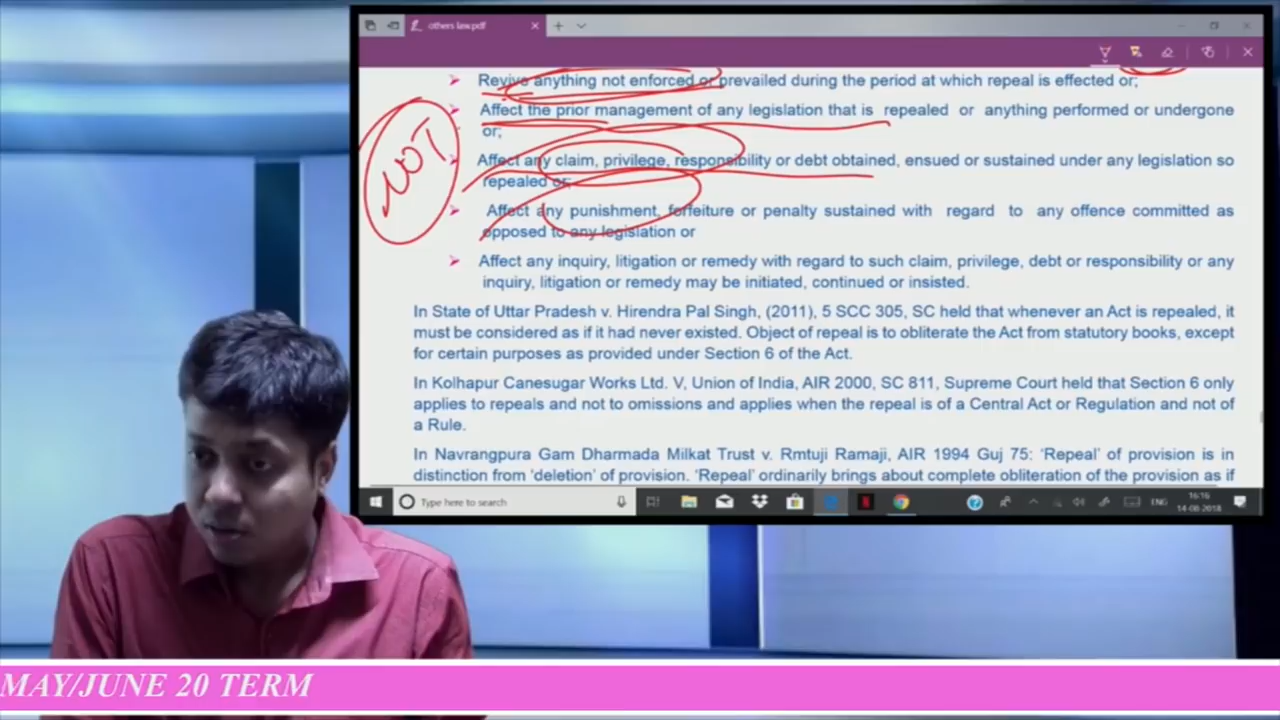 others law.pdf
Revive anything not enforced or prevailed during the period at which repeal is effected or;
Affect the prior management of any legislation that is repealed or anything performed or undergone
or;
Affect any claim, privilege, responsibility or debt obtained, ensued or sustained under any legislation so
repealed or;
NOT
Affect any punishment, forfeiture or penalty sustained with regard to any offence committed as
opposed to any legislation or
Affect any inquiry, litigation or remedy with regard to such claim, privilege, debt or responsibility or any
inquiry, litigation or remedy may be initiated, continued or insisted.
In State of Uttar Pradesh v. Hirendra Pal Singh, (2011), 5 SCC 305, SC held that whenever an Act is repealed, it
must be considered as if it had never existed. Object of repeal is to obliterate the Act from statutory books, except
for certain purposes as provided under Section 6 of the Act.
In Kolhapur Canesugar Works Ltd. V, Union of India, AIR 2000, SC 811, Supreme Court held that Section 6 only
applies to repeals and not to omissions and applies when the repeal is of a Central Act or Regulation and not of
a Rule.
In Navrangpura Gam Dharmada Milkat Trust v. Rmtuji Ramaji, AIR 1994 Guj 75: ‘Repeal’ of provision is in
distinction from ‘deletion’ of provision. ‘Repeal’ ordinarily brings about complete obliteration of the provision as if
Type here to search
ENG
16:16
14-08-2018
MAY/JUNE 20 TERM